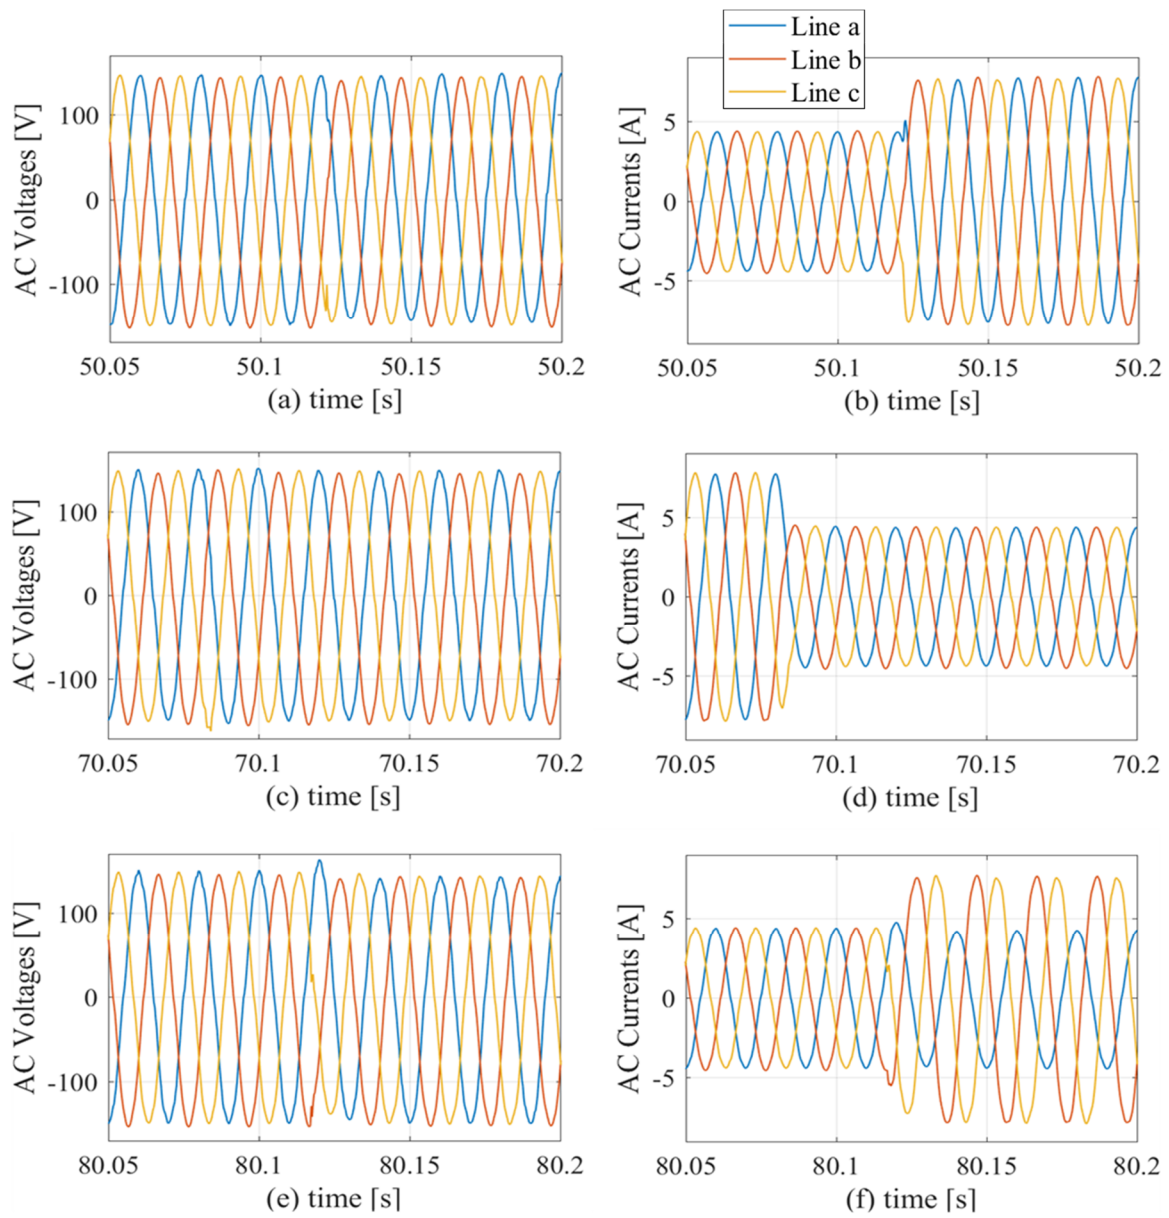 Line a
Line b
Line c
AC Voltages [V]
100
0
-100
50.05 50.1 50.15 50.2
(a) time [s]
AC Currents [A]
5
0
-5
50.05 50.1 50.15 50.2
(b) time [s]
AC Voltages [V]
100
0
-100
70.05 70.1 70.15 70.2
(c) time [s]
AC Currents [A]
5
0
-5
70.05 70.1 70.15 70.2
(d) time [s]
AC Voltages [V]
100
0
-100
80.05 80.1 80.15 80.2
(e) time [s]
AC Currents [A]
5
0
-5
80.05 80.1 80.15 80.2
(f) time [s]